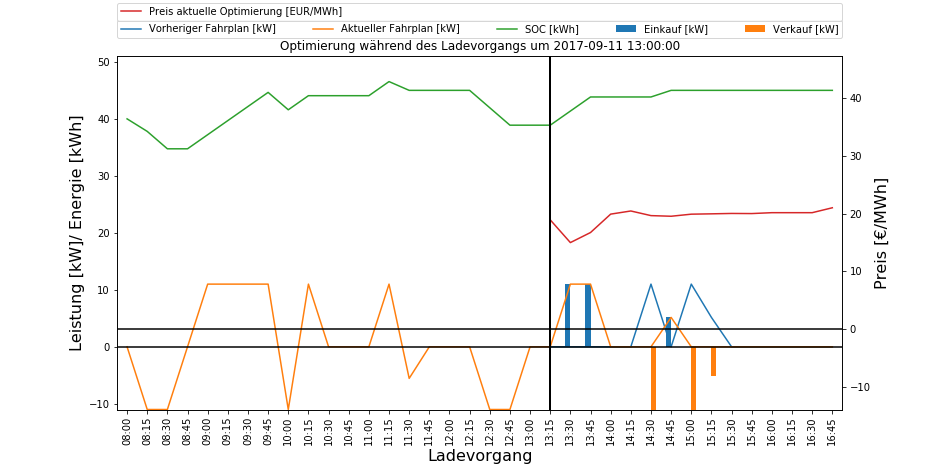 Preis aktuelle Optimierung [EUR/MWh]
Vorheriger Fahrplan [kW] Aktueller Fahrplan [kW] SOC [kWh] Einkauf [kW] Verkauf [kW]
Optimierung während des Ladevorgangs um 2017-09-11 13:00:00
Leistung [kW]/ Energie [kWh]
50
40
30
20
10
0
−10
40
30
20
10
0
−10
Preis [€/MWh]
08:00 08:15 08:30 08:45 09:00 09:15 09:30 09:45 10:00 10:15 10:30 10:45 11:00 11:15 11:30 11:45 12:00 12:15 12:30 12:45 13:00 13:15 13:30 13:45 14:00 14:15 14:30 14:45 15:00 15:15 15:30 15:45 16:00 16:15 16:30 16:45
Ladevorgang